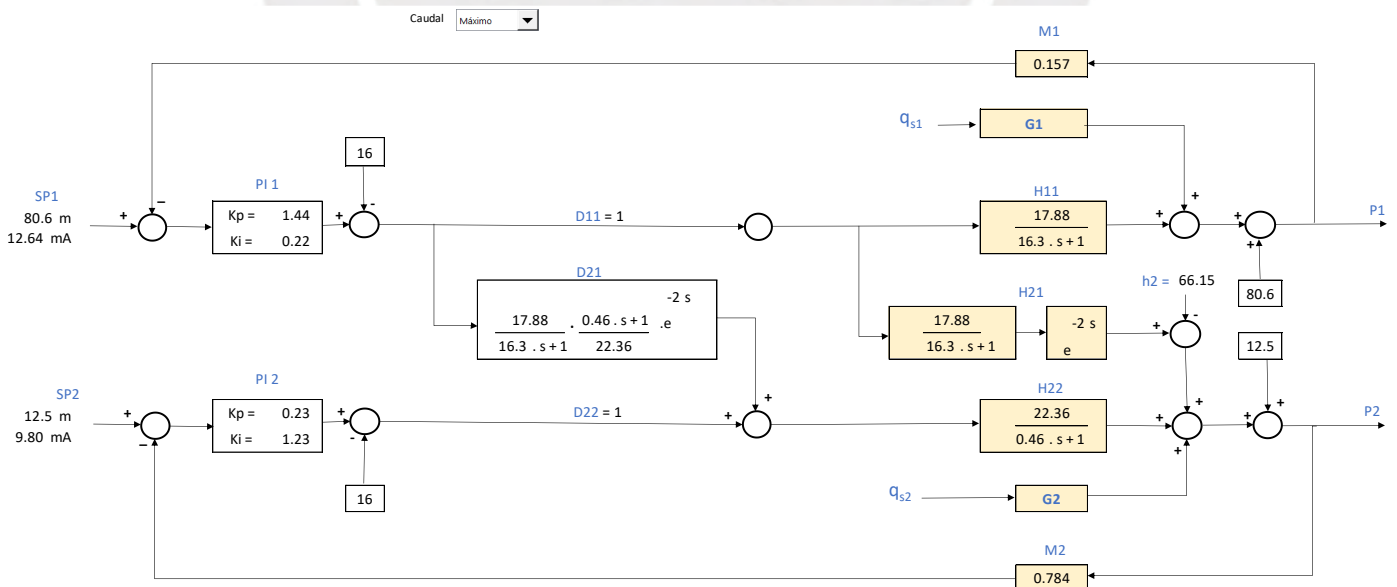 Caudal Máximo
M1
0.157
qs1 G1
16
PI 1
H11
SP1
80.6 m
12.64 mA
+ –
Kp = 1.44
Ki = 0.22
+ -
D11 = 1
17.88
16.3 . s + 1
+ +
+ +
P1
80.6
D21
-2 s
17.88 . 0.46 . s + 1 .e
16.3 . s + 1 22.36
H21
17.88
16.3 . s + 1
-2 s
e
h2 = 66.15
+ -
12.5
PI 2
H22
SP2
12.5 m
9.80 mA
+ –
Kp = 0.23
Ki = 1.23
+ -
D22 = 1
+ +
22.36
0.46 . s + 1
+ + +
+ +
P2
16
qs2 G2
M2
0.784